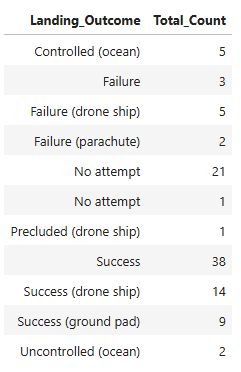 Landing_Outcome Total_Count
Controlled (ocean) 5
Failure 3
Failure (drone ship) 5
Failure (parachute) 2
No attempt 21
No attempt 1
Precluded (drone ship) 1
Success 38
Success (drone ship) 14
Success (ground pad) 9
Uncontrolled (ocean) 2